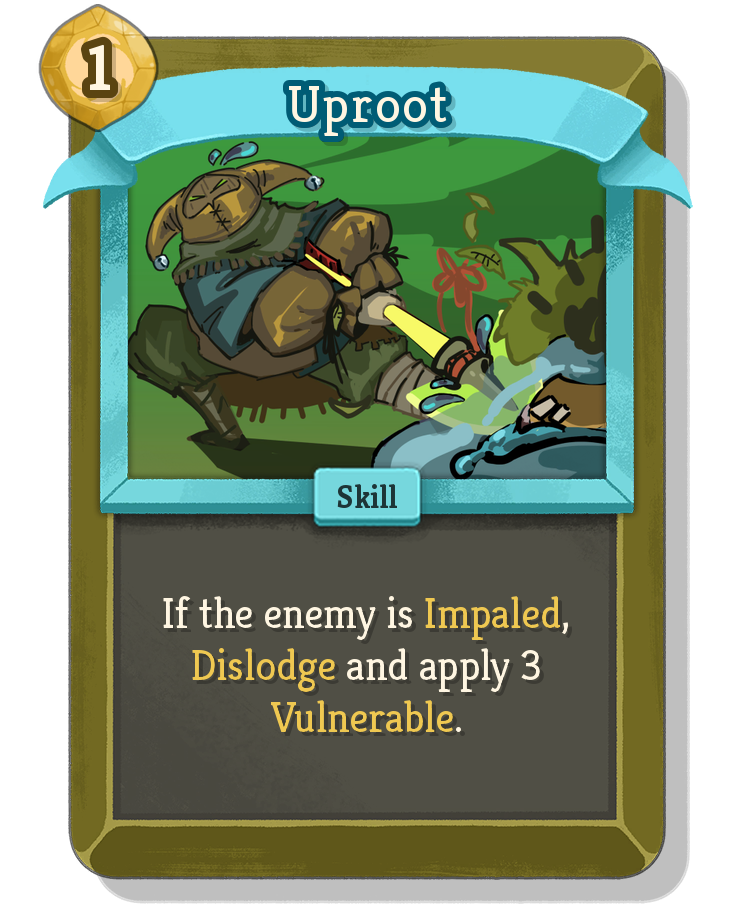 1
Uproot
Skill
If the enemy is Impaled,
Dislodge and apply 3
Vulnerable.